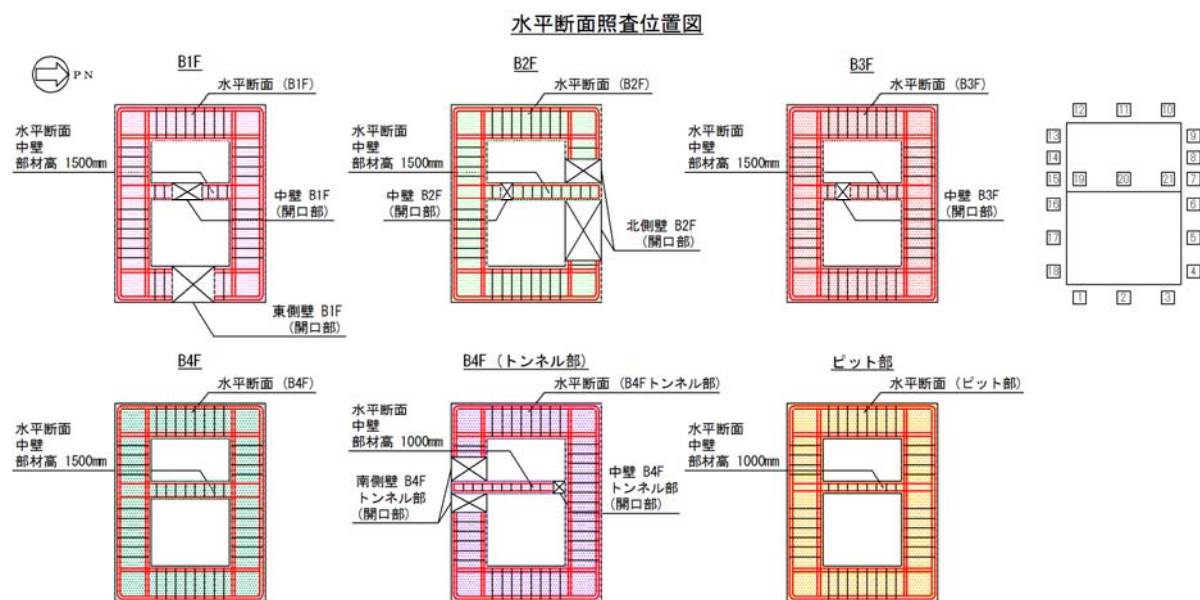 水平断面照査位置図
PN
B1F
水平断面 (B1F)
水平断面
中壁
部材高 1500mm
中壁 B1F
(開口部)
東側壁 B1F
(開口部)
B2F
水平断面 (B2F)
水平断面
中壁
部材高 1500mm
中壁 B2F
(開口部)
北側壁 B2F
(開口部)
B3F
水平断面 (B3F)
水平断面
中壁
部材高 1500mm
中壁 B3F
(開口部)
12 11 10
13 9
14 8
15 19 20 21 7
16 6
17 5
18 4
1 2 3
B4F
水平断面 (B4F)
水平断面
中壁
部材高 1500mm
B4F (トンネル部)
水平断面 (B4Fトンネル部)
水平断面
中壁
部材高 1000mm
南側壁 B4F
トンネル部
(開口部)
中壁 B4F
トンネル部
(開口部)
ピット部
水平断面 (ピット部)
水平断面
中壁
部材高 1000mm